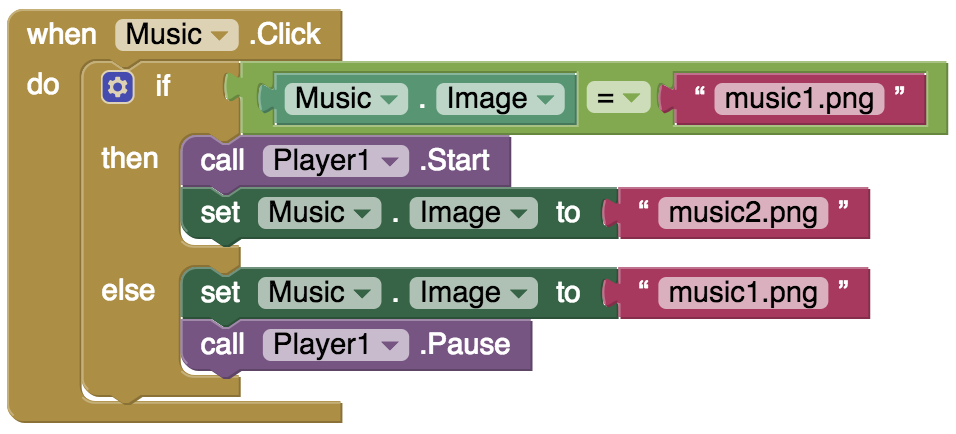 when Music .Click
do if Music . Image = “ music1.png ”
then call Player1 .Start
set Music . Image to “ music2.png ”
else set Music . Image to “ music1.png ”
call Player1 .Pause